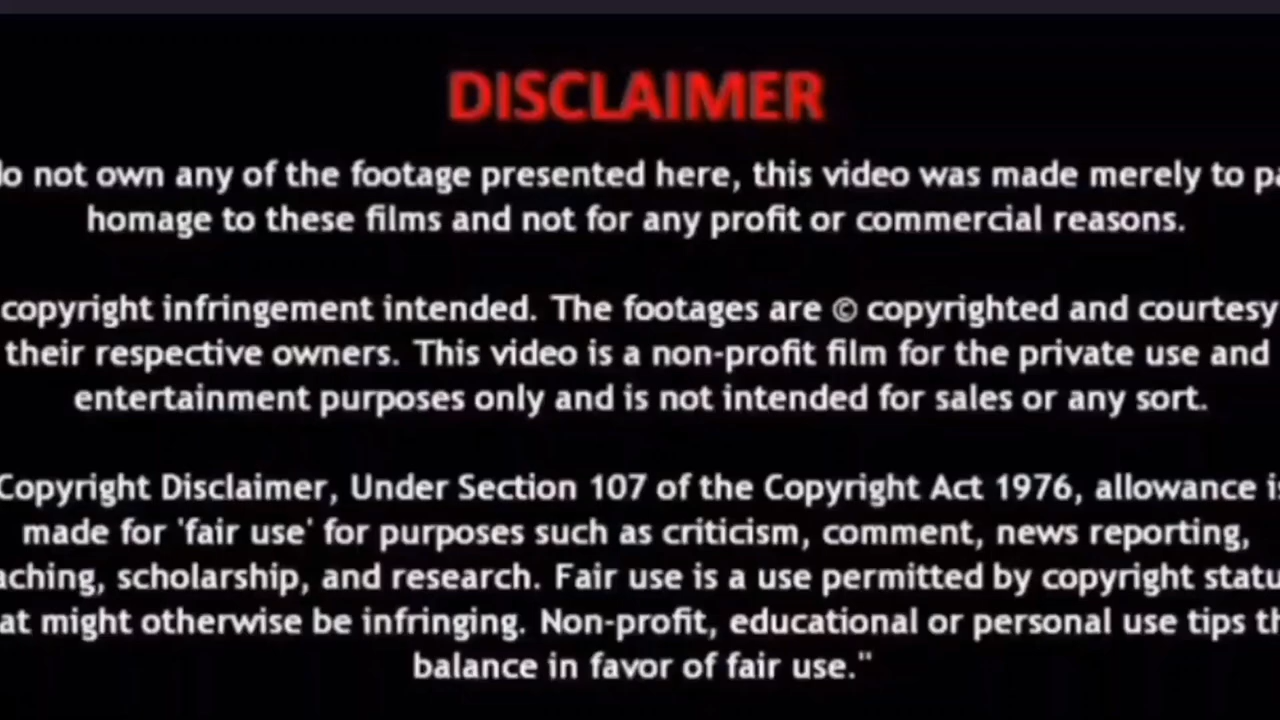 DISCLAIMER
do not own any of the footage presented here, this video was made merely to pa
homage to these films and not for any profit or commercial reasons.
copyright infringement intended. The footages are © copyrighted and courtesy
their respective owners. This video is a non-profit film for the private use and
entertainment purposes only and is not intended for sales or any sort.
Copyright Disclaimer, Under Section 107 of the Copyright Act 1976, allowance is
made for 'fair use' for purposes such as criticism, comment, news reporting,
aching, scholarship, and research. Fair use is a use permitted by copyright statu
at might otherwise be infringing. Non-profit, educational or personal use tips th
balance in favor of fair use."